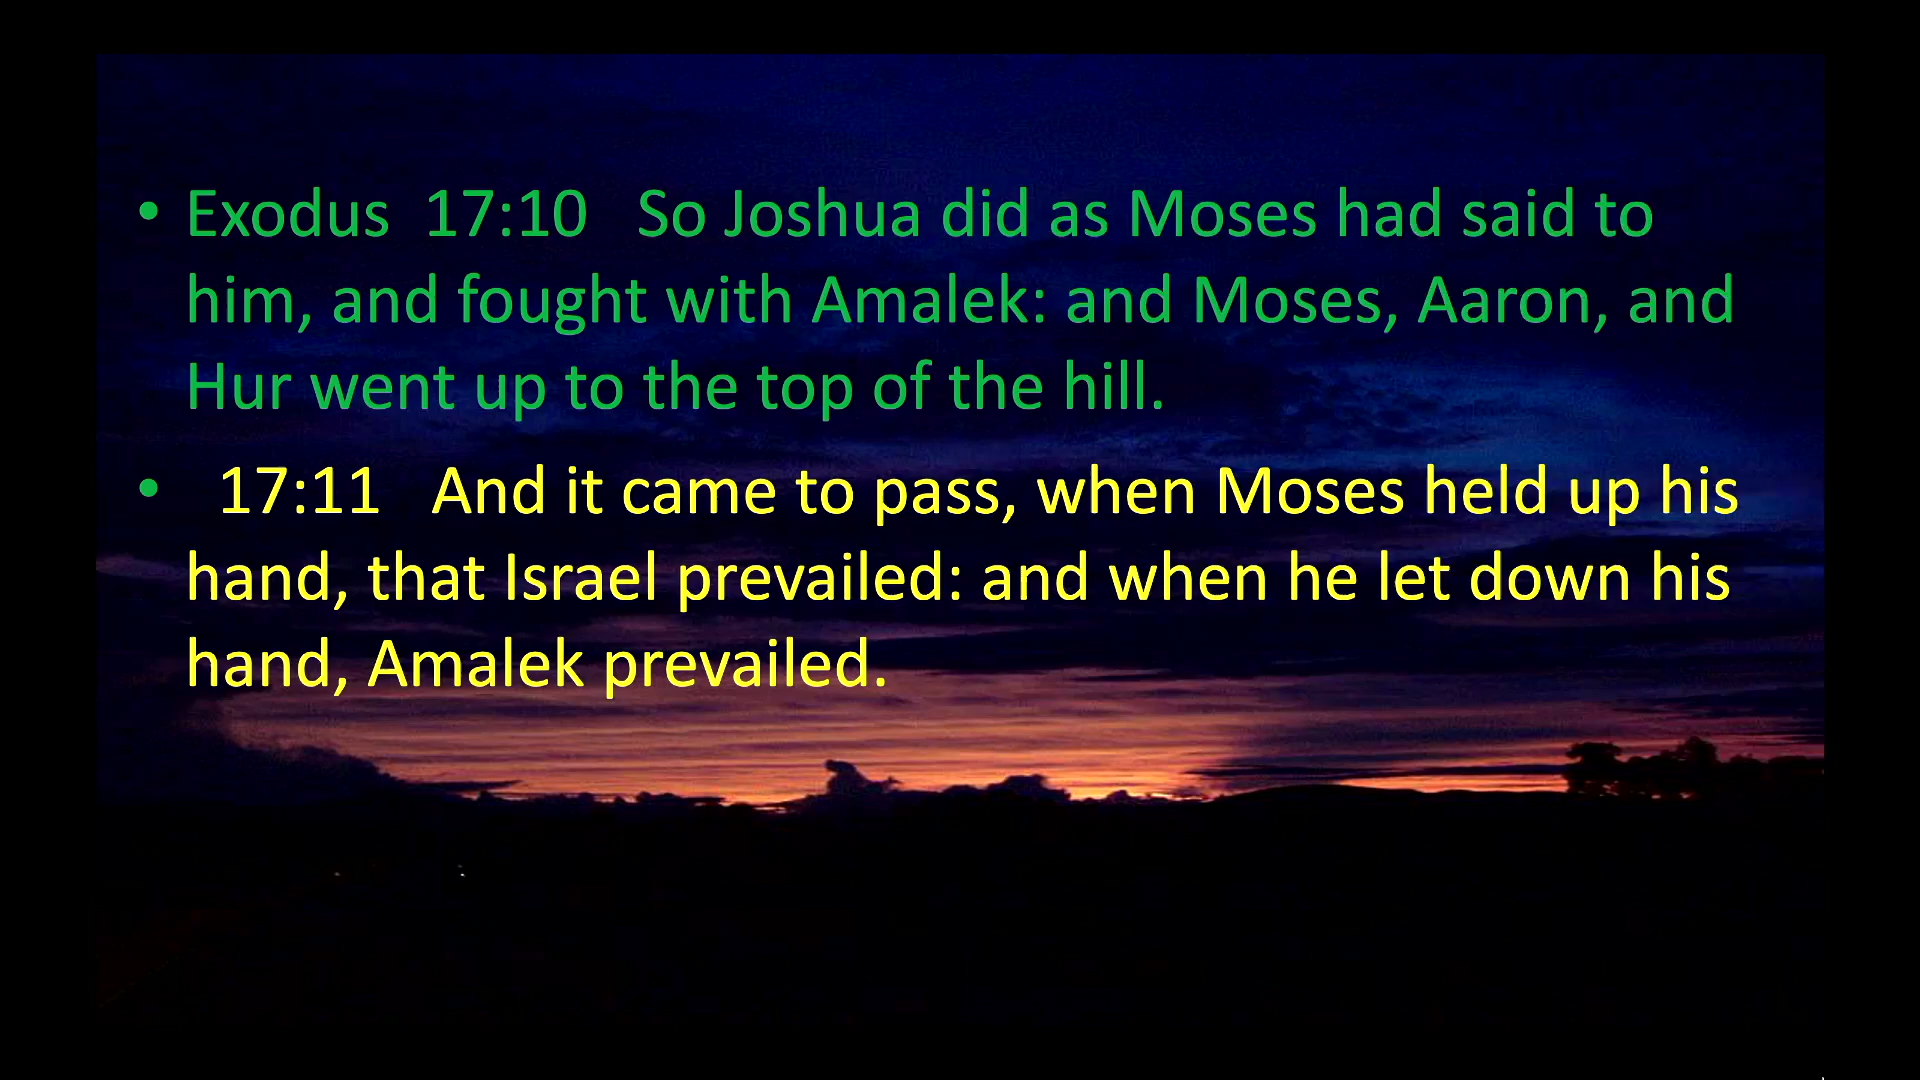 • Exodus  17:10   So Joshua did as Moses had said to
him, and fought with Amalek: and Moses, Aaron, and
Hur went up to the top of the hill.
•   17:11   And it came to pass, when Moses held up his
hand, that Israel prevailed: and when he let down his
hand, Amalek prevailed.